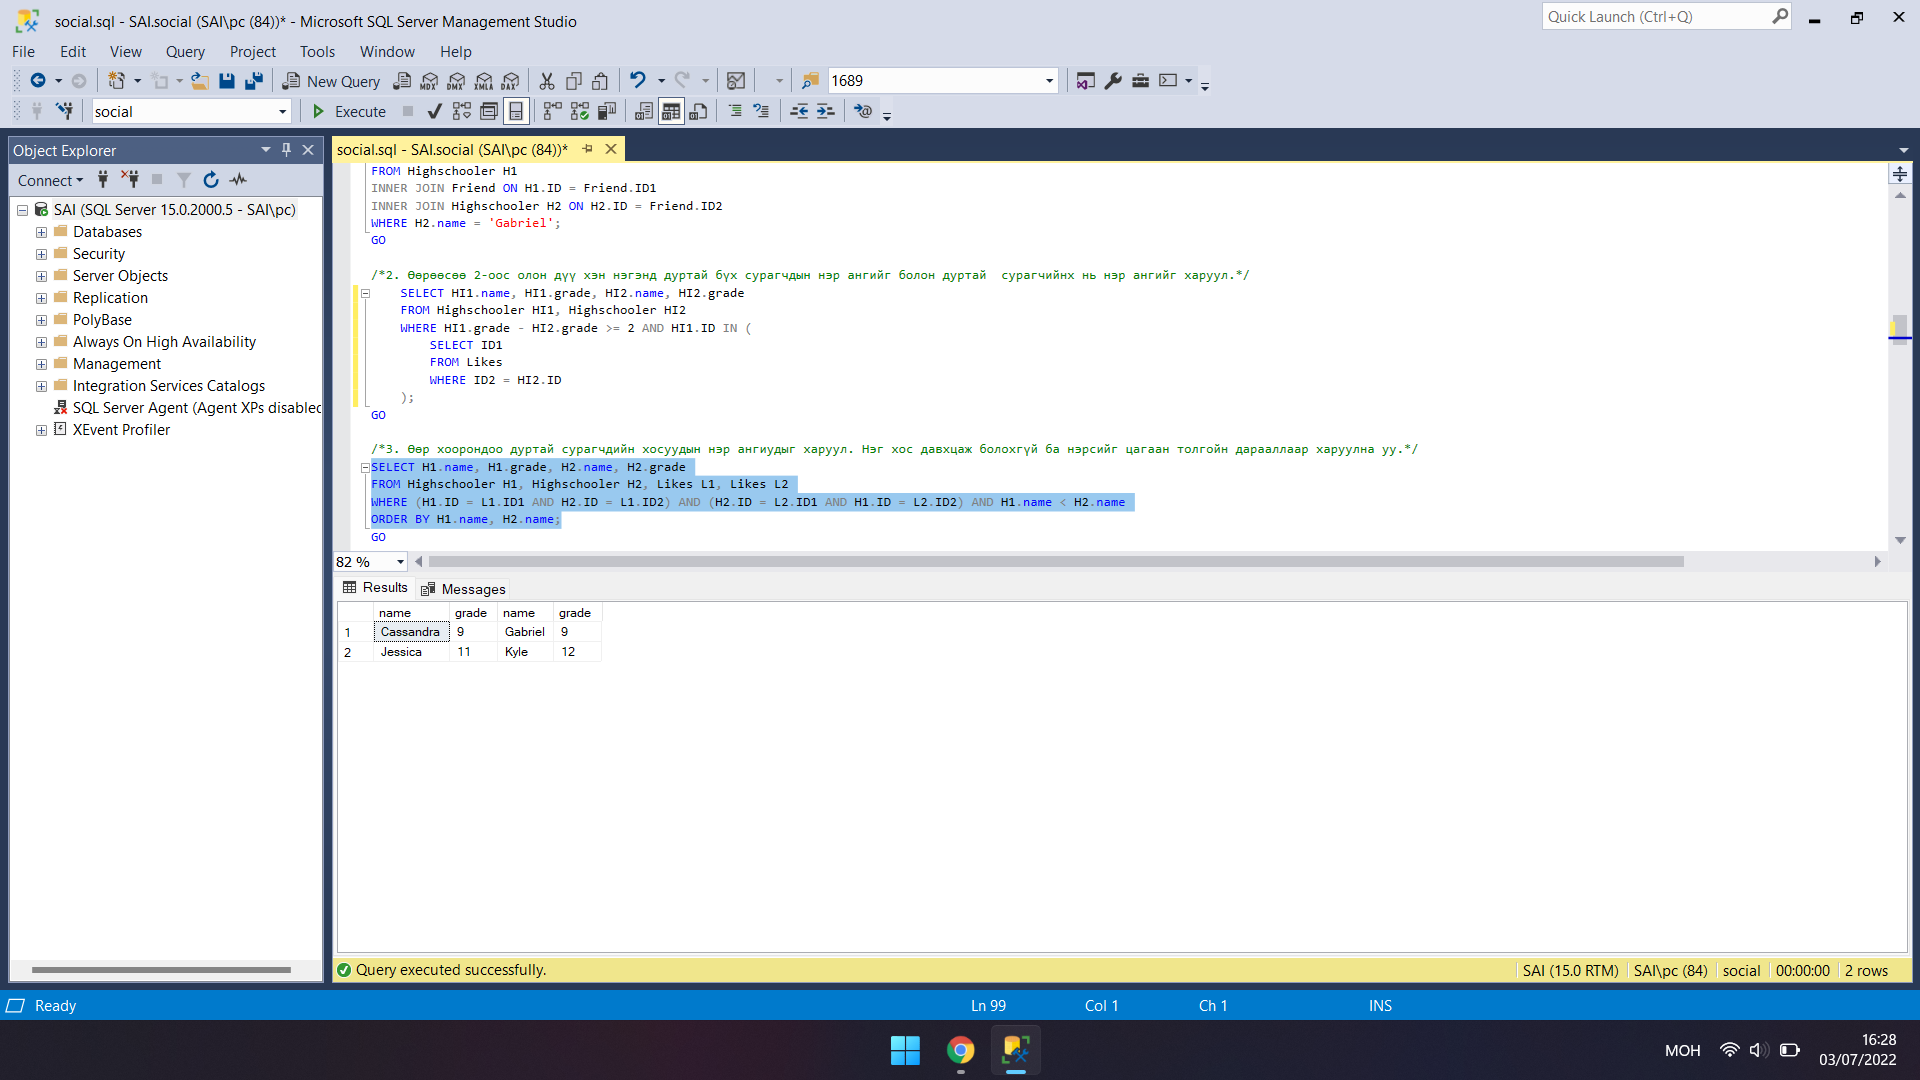 social.sql - SAI.social (SAI\pc (84))* - Microsoft SQL Server Management Studio
Quick Launch (Ctrl+Q)
File Edit View Query Project Tools Window Help
New Query MDX DMX XMLA DAX 1689
social Execute
Object Explorer
social.sql - SAI.social (SAI\pc (84))*
Connect
SAI (SQL Server 15.0.2000.5 - SAI\pc)
Databases
Security
Server Objects
Replication
PolyBase
Always On High Availability
Management
Integration Services Catalogs
SQL Server Agent (Agent XPs disabled
XEvent Profiler
FROM Highschooler H1
INNER JOIN Friend ON H1.ID = Friend.ID1
INNER JOIN Highschooler H2 ON H2.ID = Friend.ID2
WHERE H2.name = 'Gabriel';
GO
/*2. Өөрөөсөө 2-оос олон дүү хэн нэгэнд дуртай бүх сурагчдын нэр ангийг болон дуртай  сурагчийнх нь нэр ангийг харуул.*/
SELECT HI1.name, HI1.grade, HI2.name, HI2.grade
FROM Highschooler HI1, Highschooler HI2
WHERE HI1.grade - HI2.grade >= 2 AND HI1.ID IN (
SELECT ID1
FROM Likes
WHERE ID2 = HI2.ID
);
GO
/*3. Өөр хоорондоо дуртай сурагчдийн хосуудын нэр ангиудыг харуул. Нэг хос давхцаж болохгүй ба нэрсийг цагаан толгойн дарааллаар харуулна уу.*/
SELECT H1.name, H1.grade, H2.name, H2.grade
FROM Highschooler H1, Highschooler H2, Likes L1, Likes L2
WHERE (H1.ID = L1.ID1 AND H2.ID = L1.ID2) AND (H2.ID = L2.ID1 AND H1.ID = L2.ID2) AND H1.name < H2.name
ORDER BY H1.name, H2.name;
GO
82 %
Results Messages
name grade name grade
1 Cassandra 9 Gabriel 9
2 Jessica 11 Kyle 12
Query executed successfully. SAI (15.0 RTM) SAI\pc (84) social 00:00:00 2 rows
Ready Ln 99 Col 1 Ch 1 INS
МОН 16:28
03/07/2022